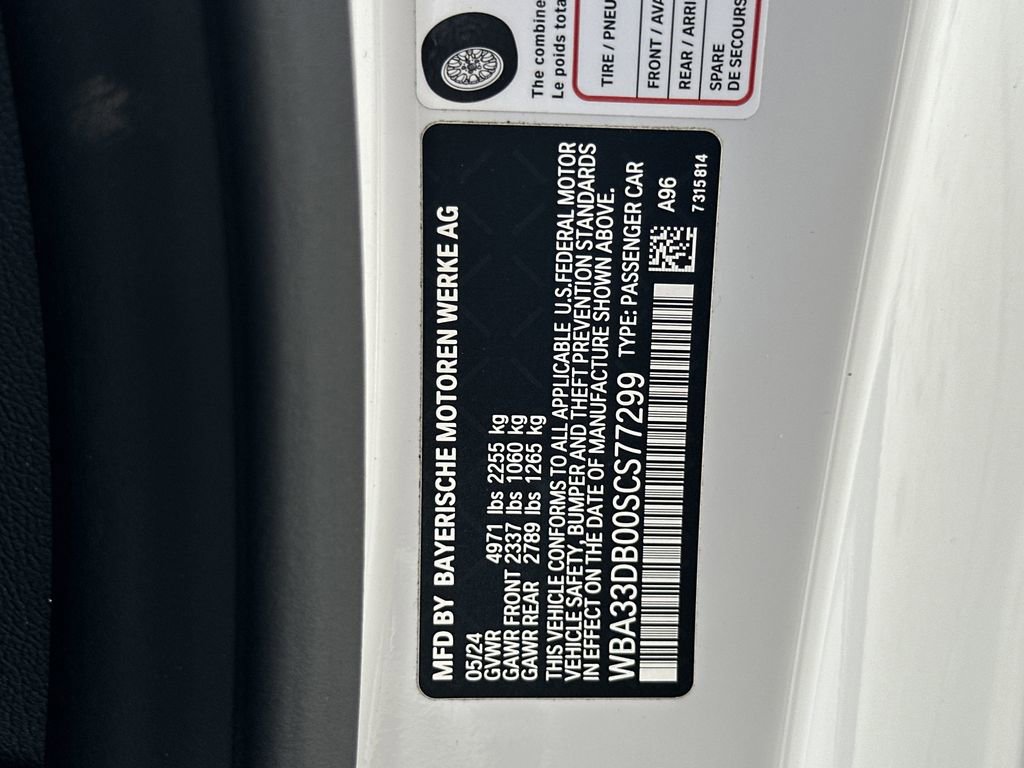 The combine
Le poids tota
TIRE / PNEU
FRONT / AVA
REAR / ARRI
SPARE
DE SECOURS
MFD BY BAYERISCHE MOTOREN WERKE AG
05/24
GVWR 4971 lbs 2255 kg
GAWR FRONT 2337 lbs 1060 kg
GAWR REAR 2789 lbs 1265 kg
THIS VEHICLE CONFORMS TO ALL APPLICABLE U.S.FEDERAL MOTOR
VEHICLE SAFETY, BUMPER AND THEFT PREVENTION STANDARDS
IN EFFECT ON THE DATE OF MANUFACTURE SHOWN ABOVE.
WBA33DB00SCS77299 TYPE: PASSENGER CAR
A96
7 315 814